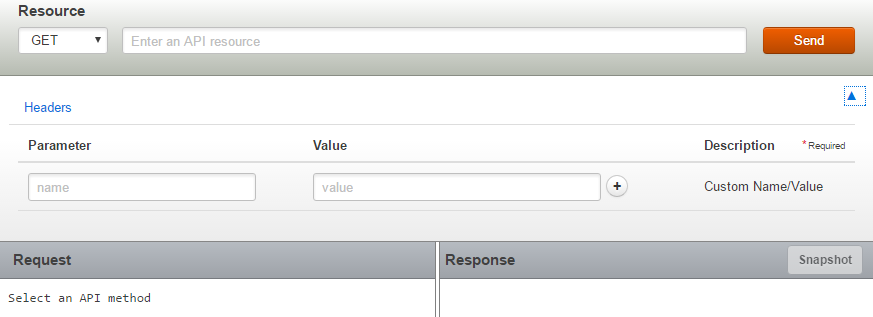 Resource
GET ▼ Enter an API resource Send
▲
Headers
Parameter Value Description *Required
name value + Custom Name/Value
Request Response Snapshot
Select an API method